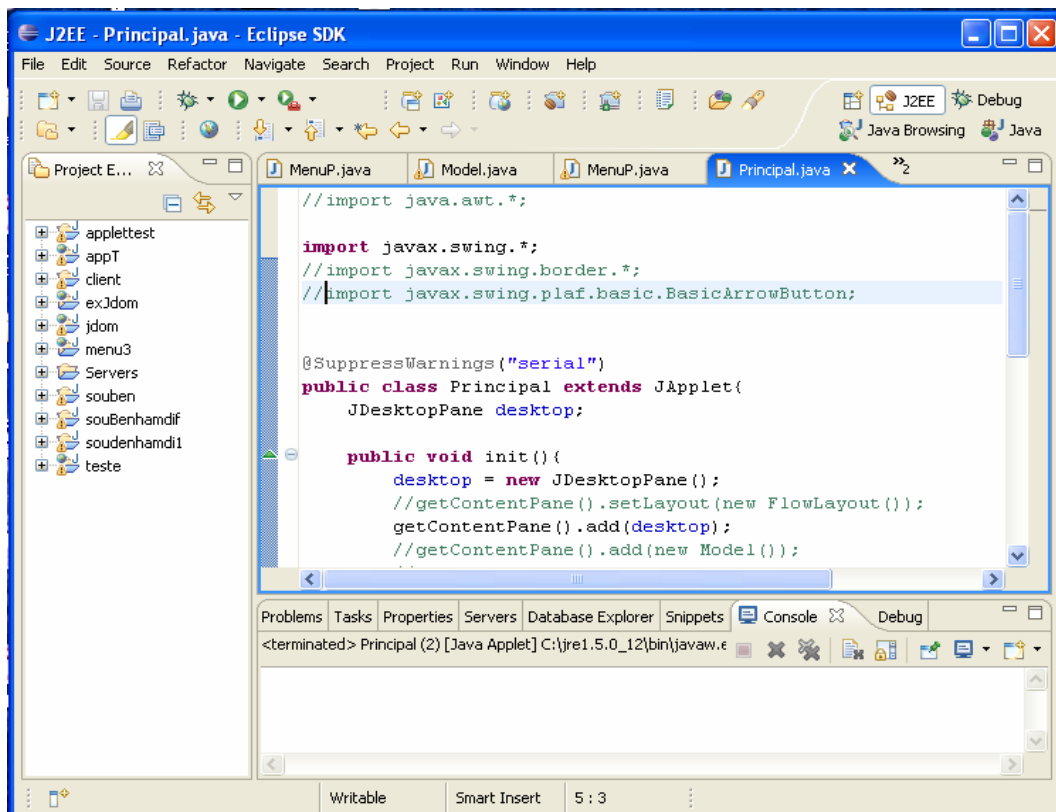 J2EE - Principal.java - Eclipse SDK
File Edit Source Refactor Navigate Search Project Run Window Help
J2EE Debug
Java Browsing Java
Project E...
MenuP.java Model.java MenuP.java Principal.java »2
applettest
appT
client
exJdom
jdom
menu3
Servers
souben
souBenhamdif
soudenhamdi1
teste
//import java.awt.*;
import javax.swing.*;
//import javax.swing.border.*;
//import javax.swing.plaf.basic.BasicArrowButton;
@SuppressWarnings("serial")
public class Principal extends JApplet{
JDesktopPane desktop;
public void init(){
desktop = new JDesktopPane();
//getContentPane().setLayout(new FlowLayout());
getContentPane().add(desktop);
//getContentPane().add(new Model());
Problems Tasks Properties Servers Database Explorer Snippets Console Debug
<terminated> Principal (2) [Java Applet] C:\jre1.5.0_12\bin\javaw.e
Writable Smart Insert 5 : 3